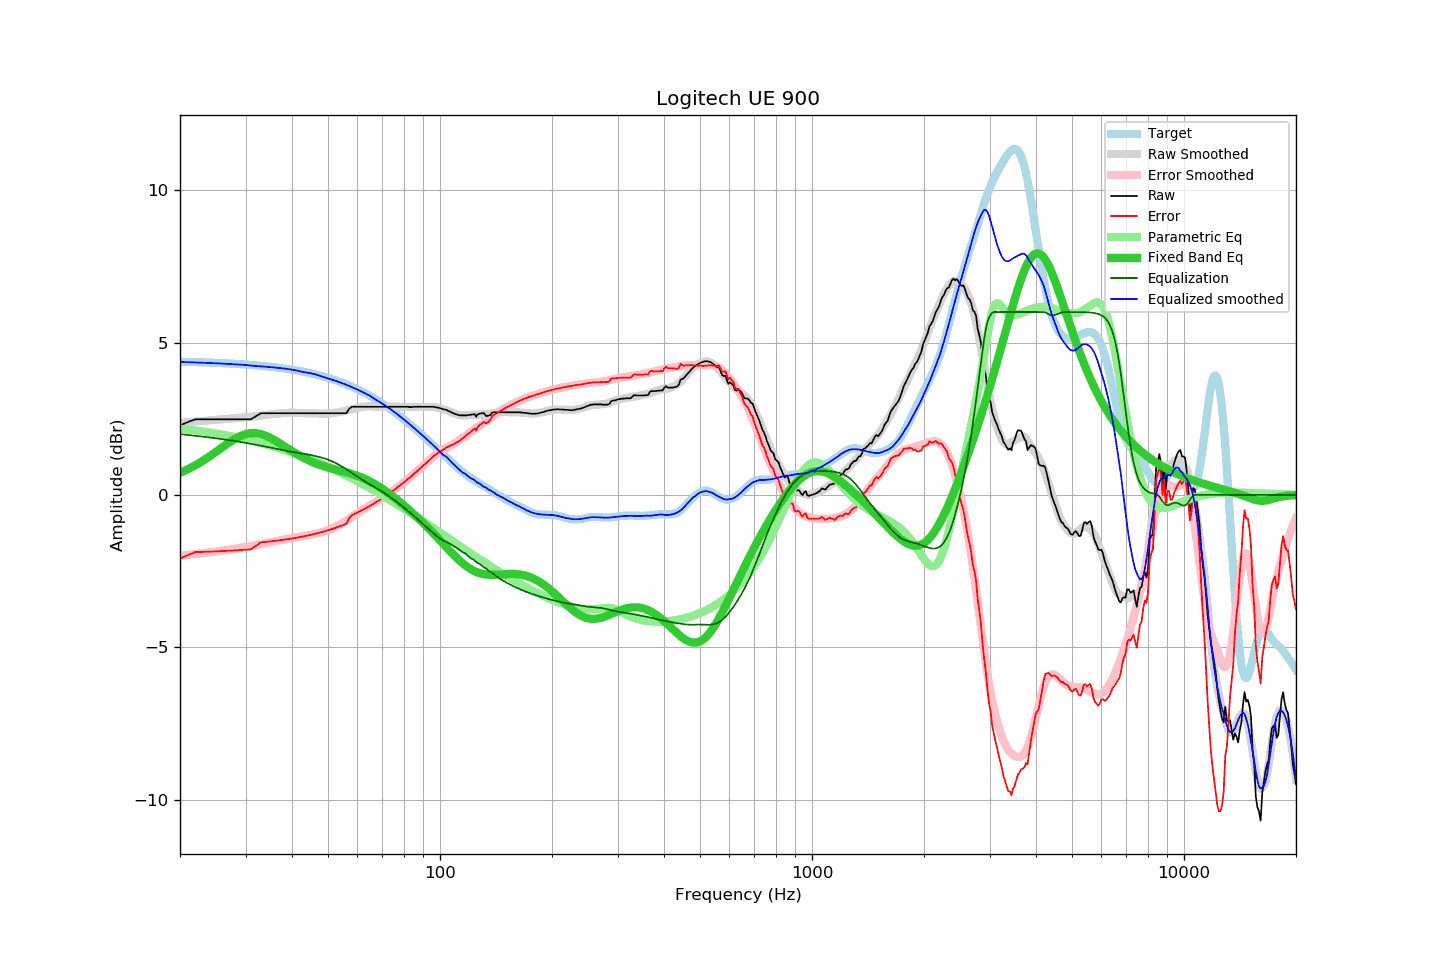 Logitech UE 900
Target
Raw Smoothed
Error Smoothed
Raw
Error
Parametric Eq
Fixed Band Eq
Equalization
Equalized smoothed
Amplitude (dBr)
10
5
0
−5
−10
100
1000
10000
Frequency (Hz)